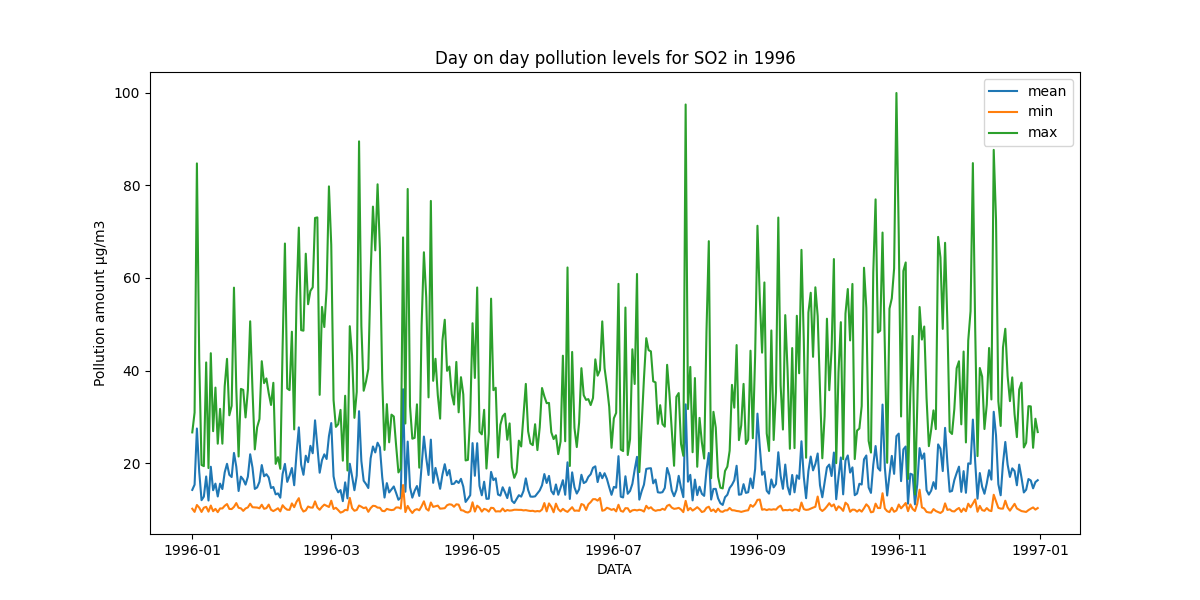 Day on day pollution levels for SO2 in 1996
mean
min
max
Pollution amount µg/m3
100
80
60
40
20
1996-01
1996-03
1996-05
1996-07
1996-09
1996-11
1997-01
DATA